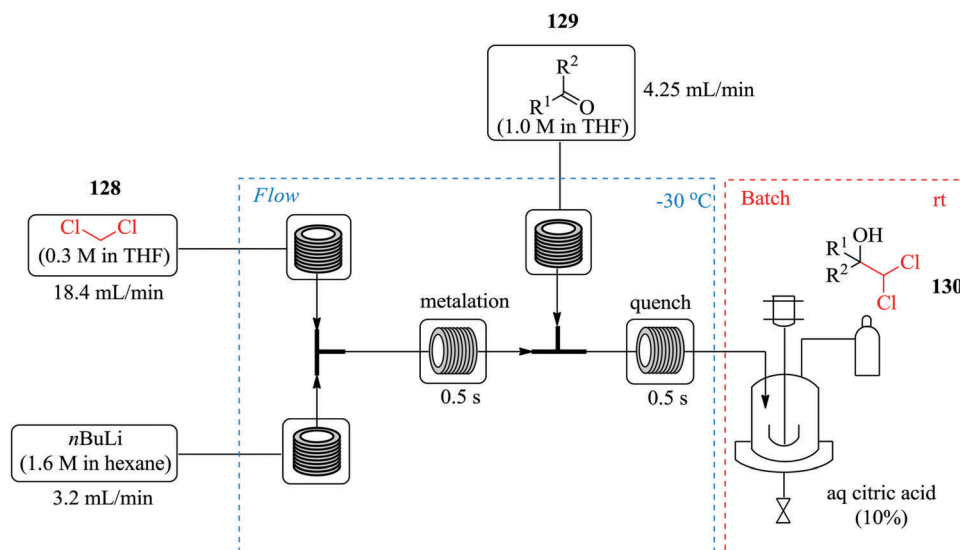 129
R²
R¹
O
(1.0 M in THF)
4.25 mL/min
128
Cl
Cl
(0.3 M in THF)
18.4 mL/min
Flow
-30 °C
Batch
rt
OH
R¹
R²
Cl
Cl
130
metalation
0.5 s
quench
0.5 s
nBuLi
(1.6 M in hexane)
3.2 mL/min
aq citric acid
(10%)